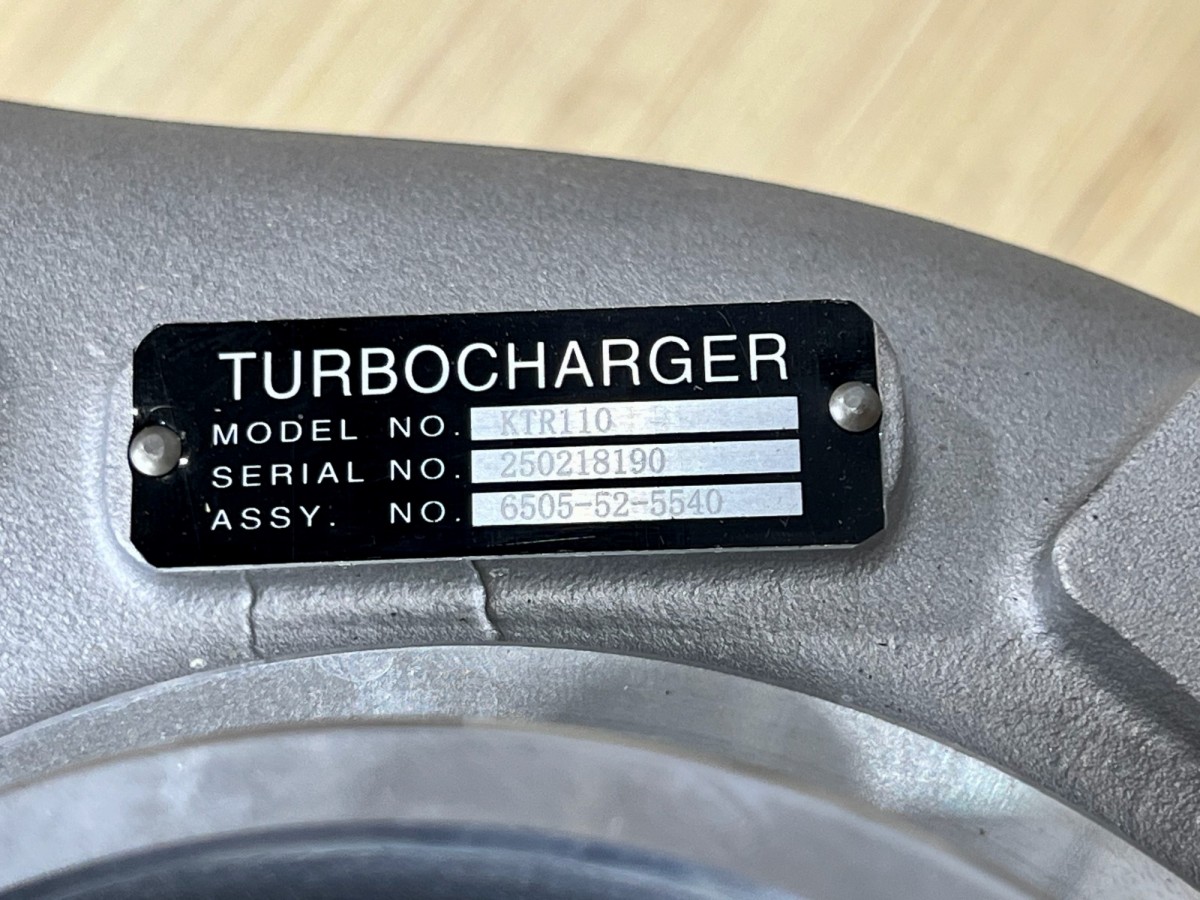 TURBOCHARGER
MODEL NO. KTR110
SERIAL NO. 250218190
ASSY. NO. 6505-52-5540